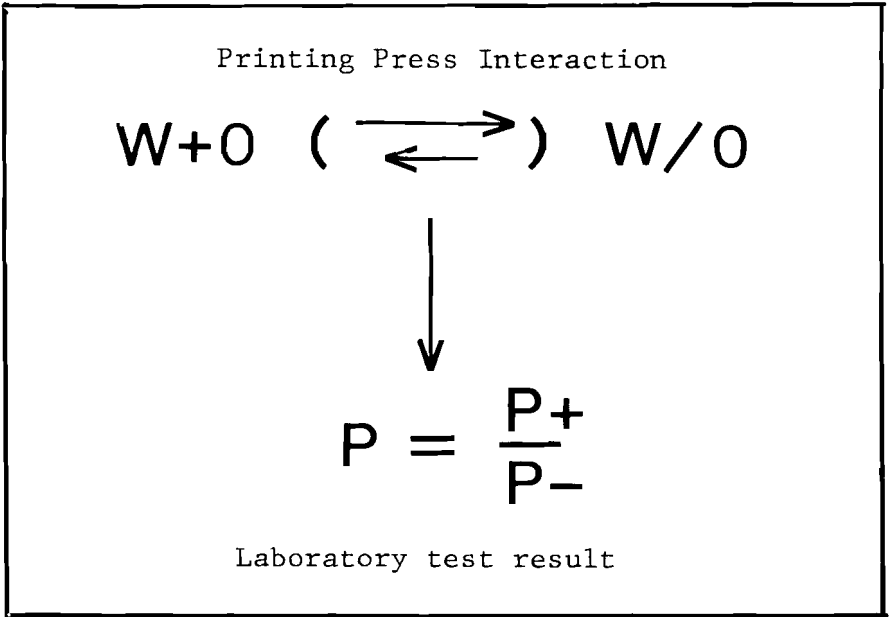 Printing Press Interaction
W+O ( ⟶ ⟵ ) W/O
P = P+
P−
Laboratory test result